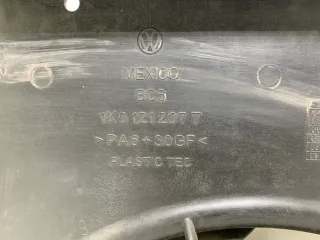 MEXICO
SCS
1K0 121 207 T
>PA6+30GF<
PLASTIC TEC